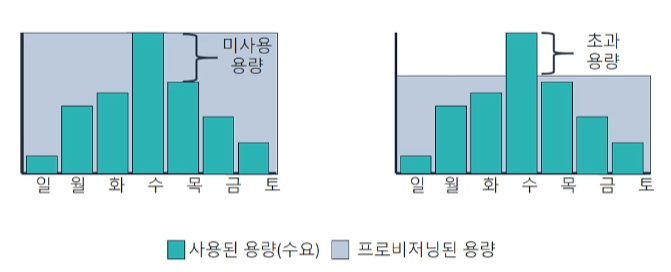 미사용
용량
초과
용량
일 월 화 수 목 금 토
일 월 화 수 목 금 토
사용된 용량(수요) 프로비저닝된 용량